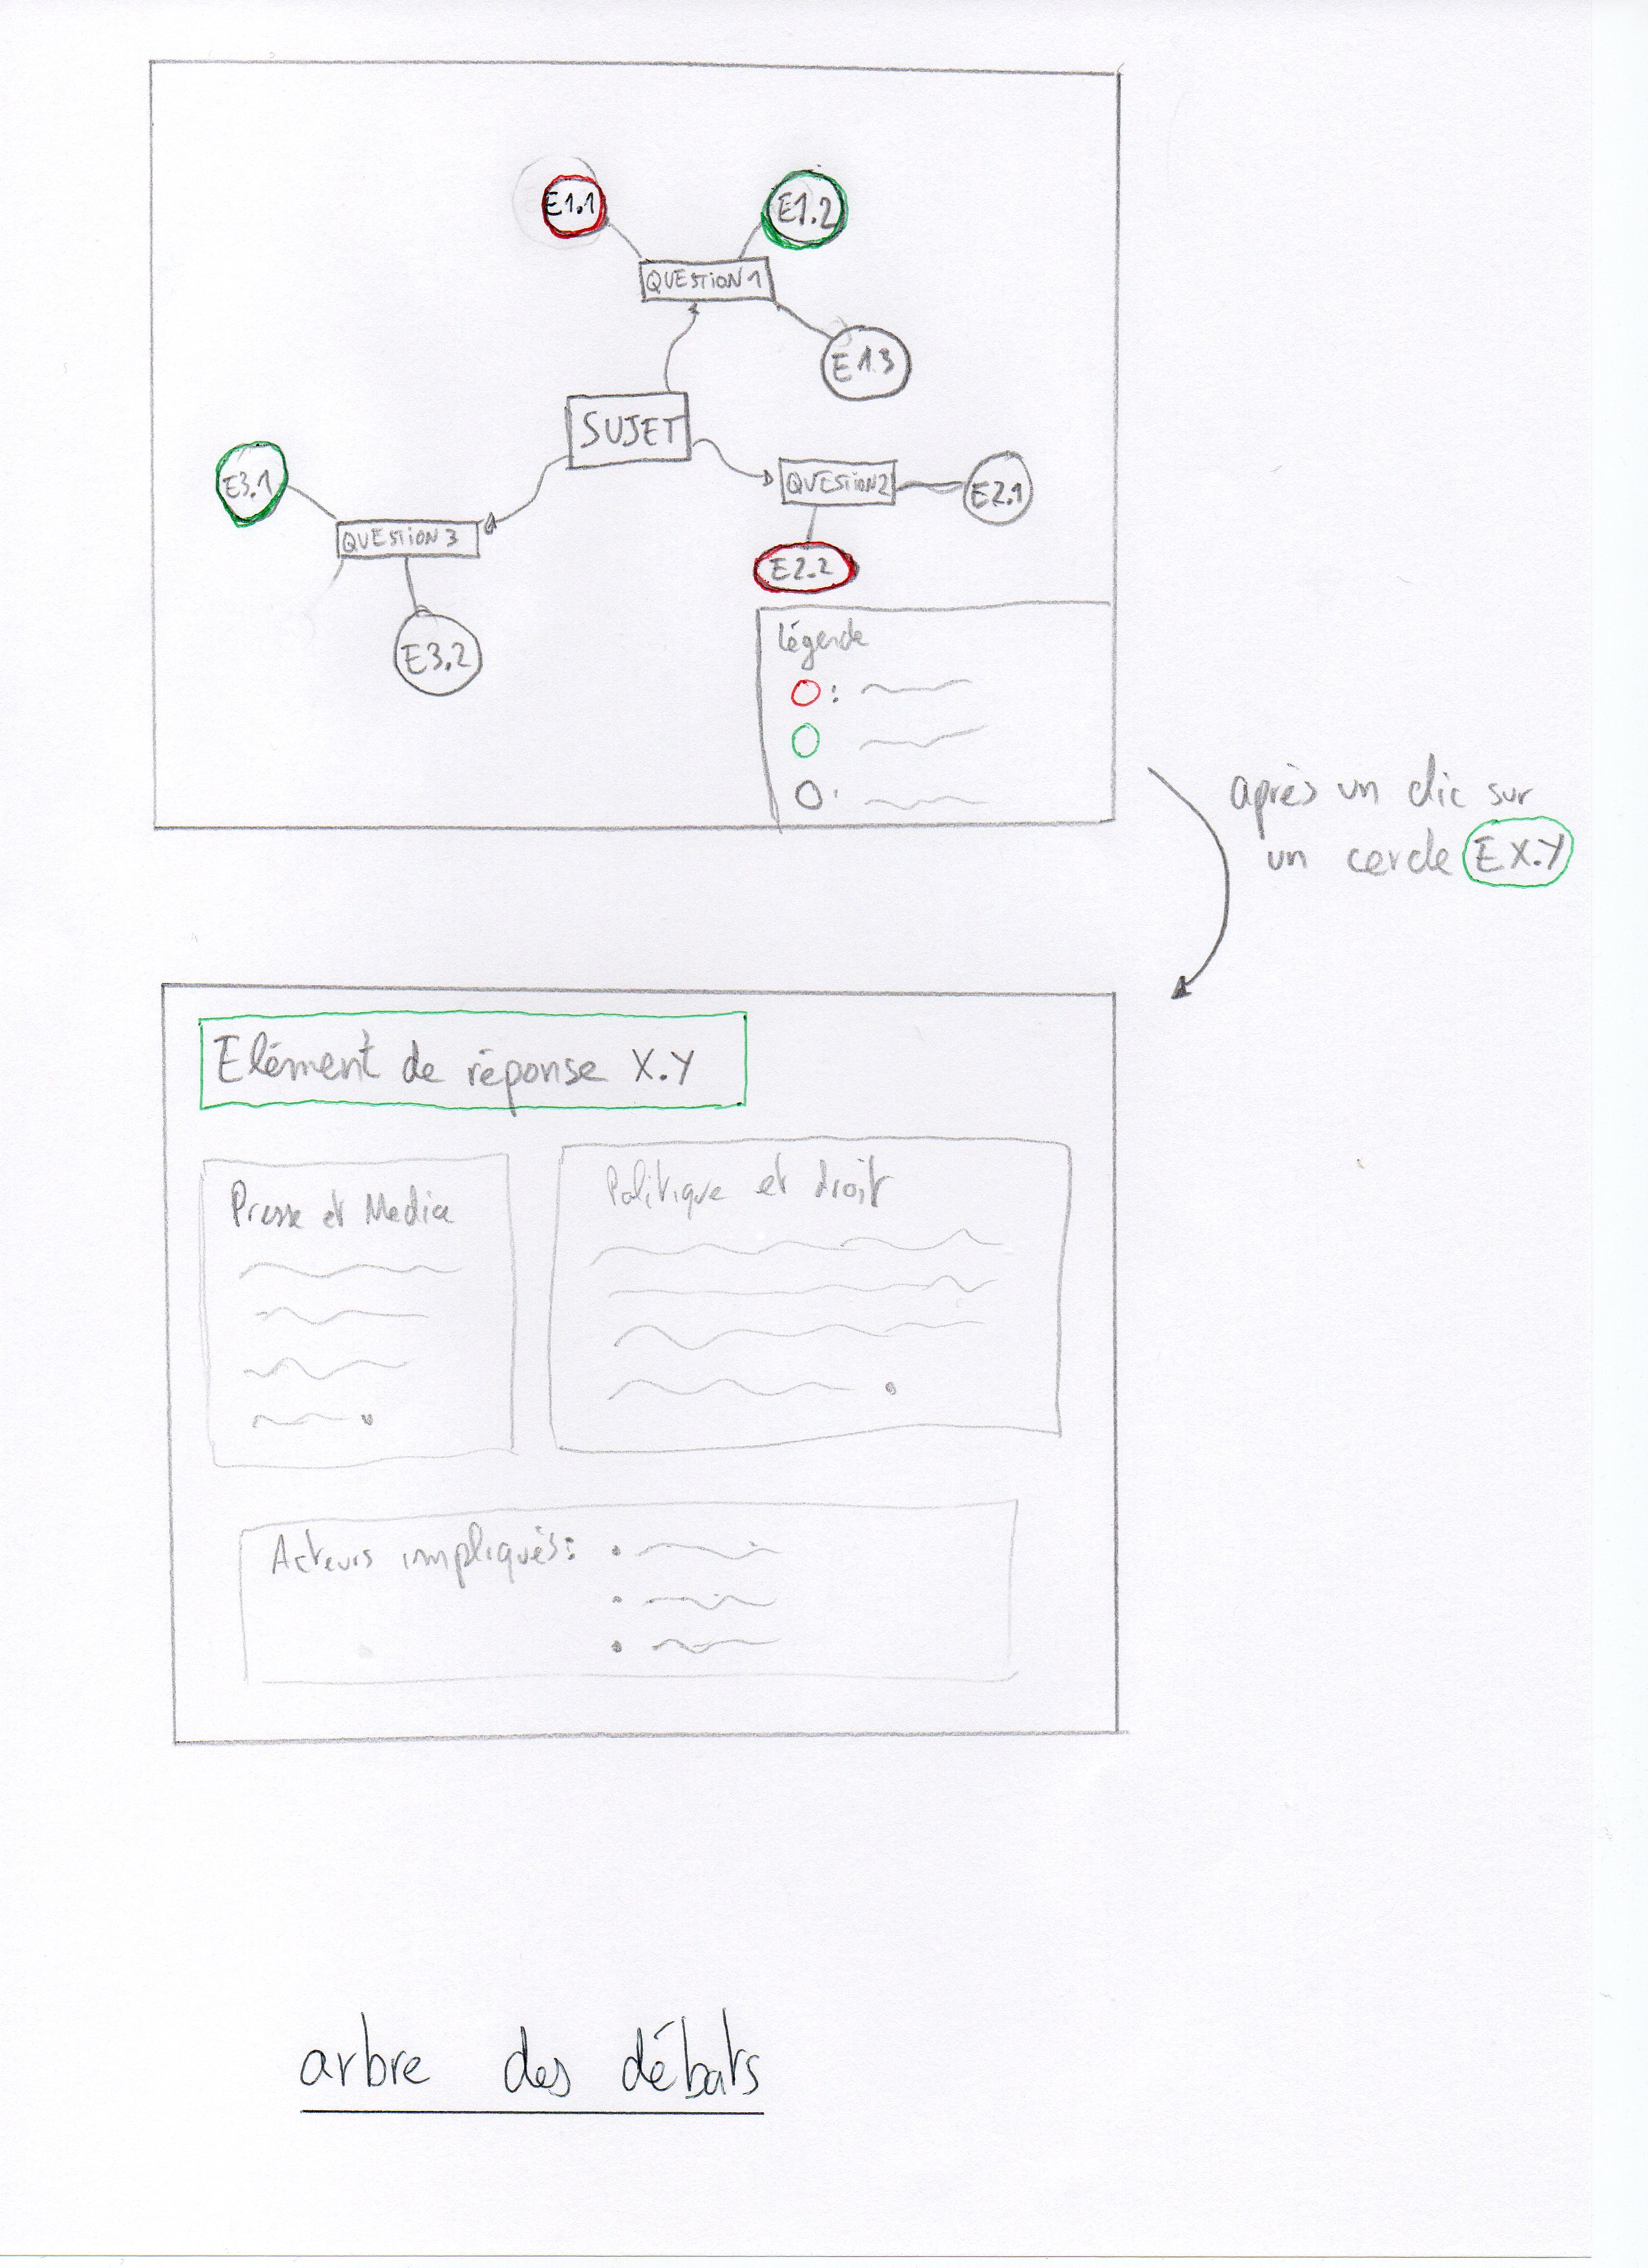 E1.1
E1.2
QUESTION 1
E1.3
SUJET
E3.1
QUESTION 2
E2.1
QUESTION 3
E2.2
E3.2
Légende
:
après un clic sur
un cercle EX.Y
Elément de réponse X.Y
Presse et Media
Politique et droit
Acteurs impliqués:
arbre des débats